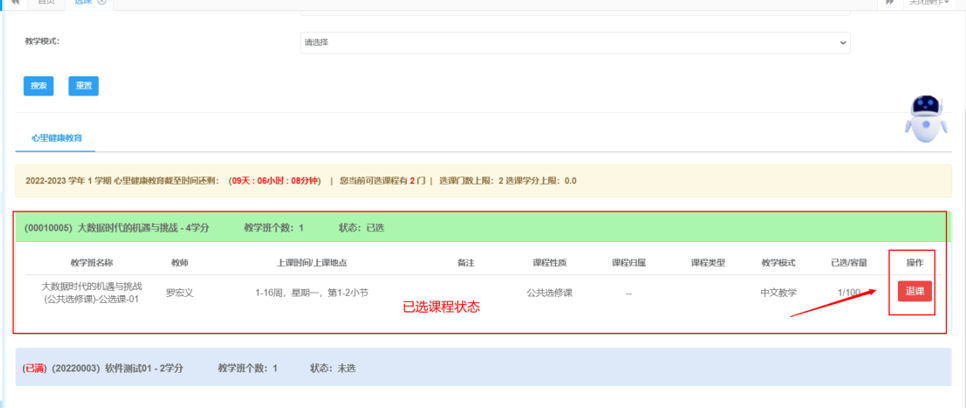 首页 选课
教学模式:
请选择
搜索 重置
心里健康教育
2022-2023 学年 1 学期 心里健康教育截至时间还剩： （09天 : 06小时 : 08分钟） | 您当前可选课程有 2 门 | 选课门数上限：2 选课学分上限：0.0
(00010005) 大数据时代的机遇与挑战 - 4学分 教学班个数：1 状态：已选
教学班名称 教师 上课时间/上课地点 备注 课程性质 课程归属 课程类型 教学模式 已选/容量 操作
大数据时代的机遇与挑战
(公共选修课)-公选课-01 罗宏义 1-16周，星期一，第1-2小节 公共选修课 -- 中文教学 1/100 退课
已选课程状态
(已满) (20220003) 软件测试01 - 2学分 教学班个数：1 状态：未选